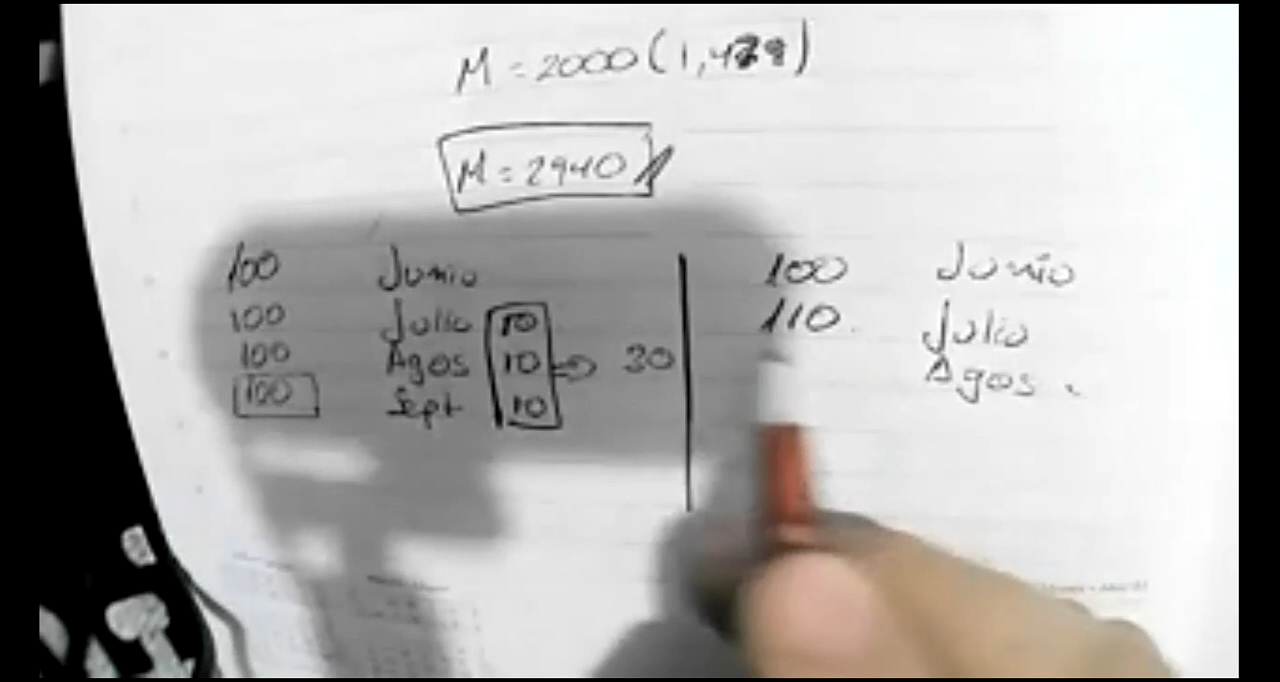 M = 2000 (1,478)
M = 2940
100 Junio
100 Julio 10
100 Agos 10 ⇒ 30
100 Sept 10
100 Junio
110. Julio
Agos.